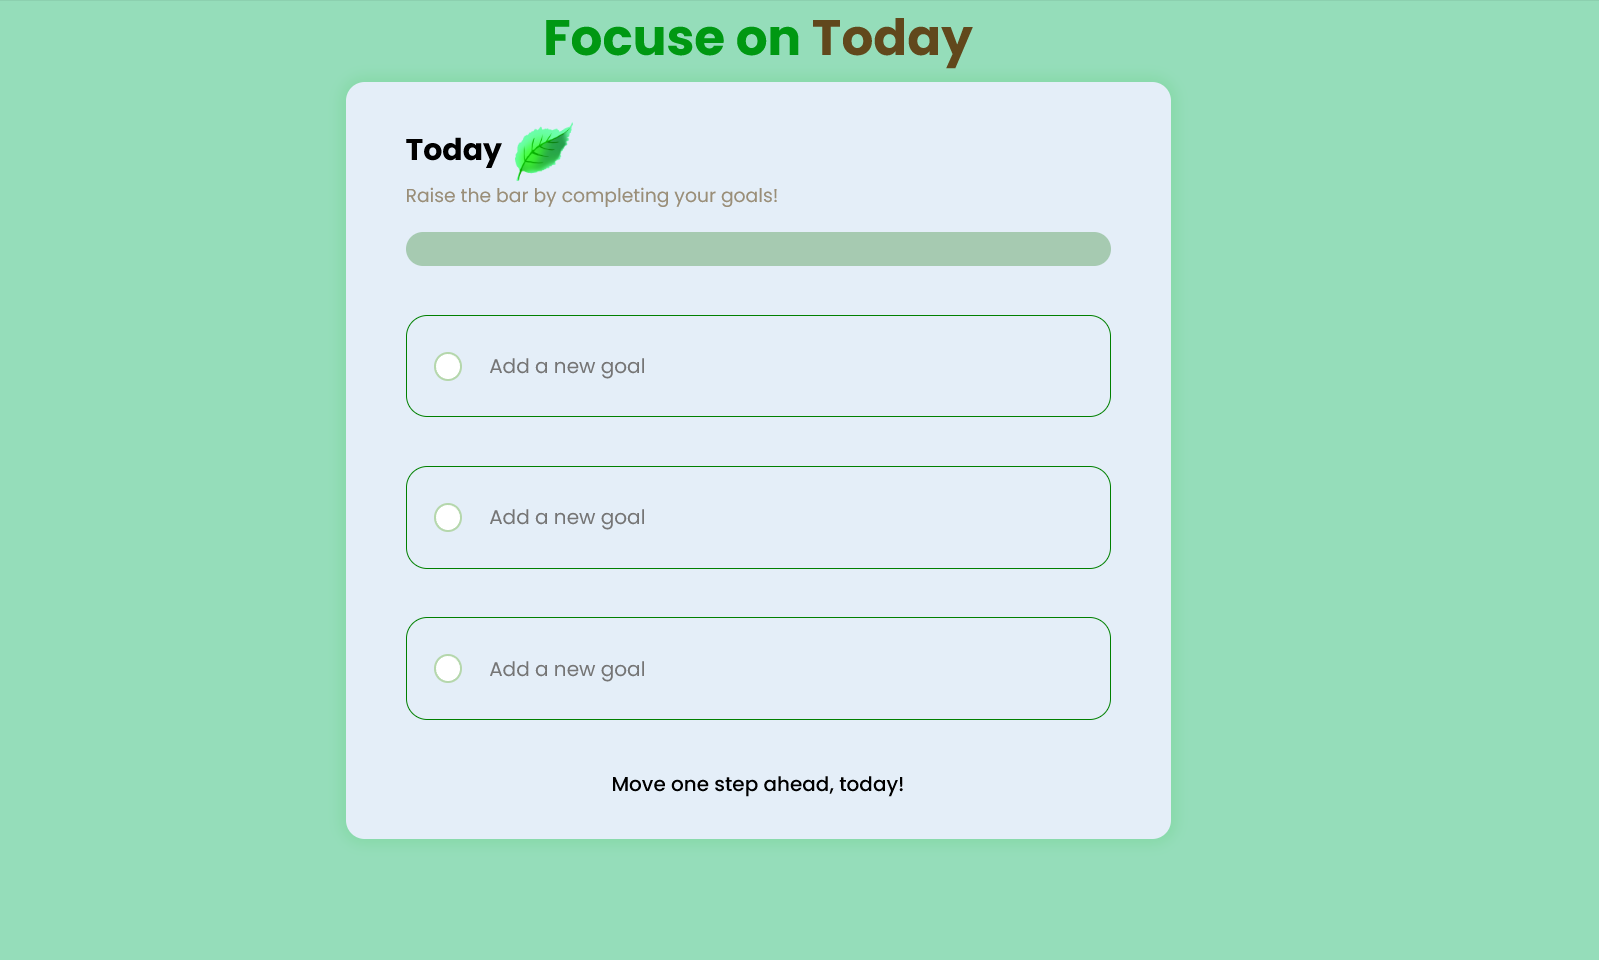 Focuse on Today
Today
Raise the bar by completing your goals!
Add a new goal
Add a new goal
Add a new goal
Move one step ahead, today!